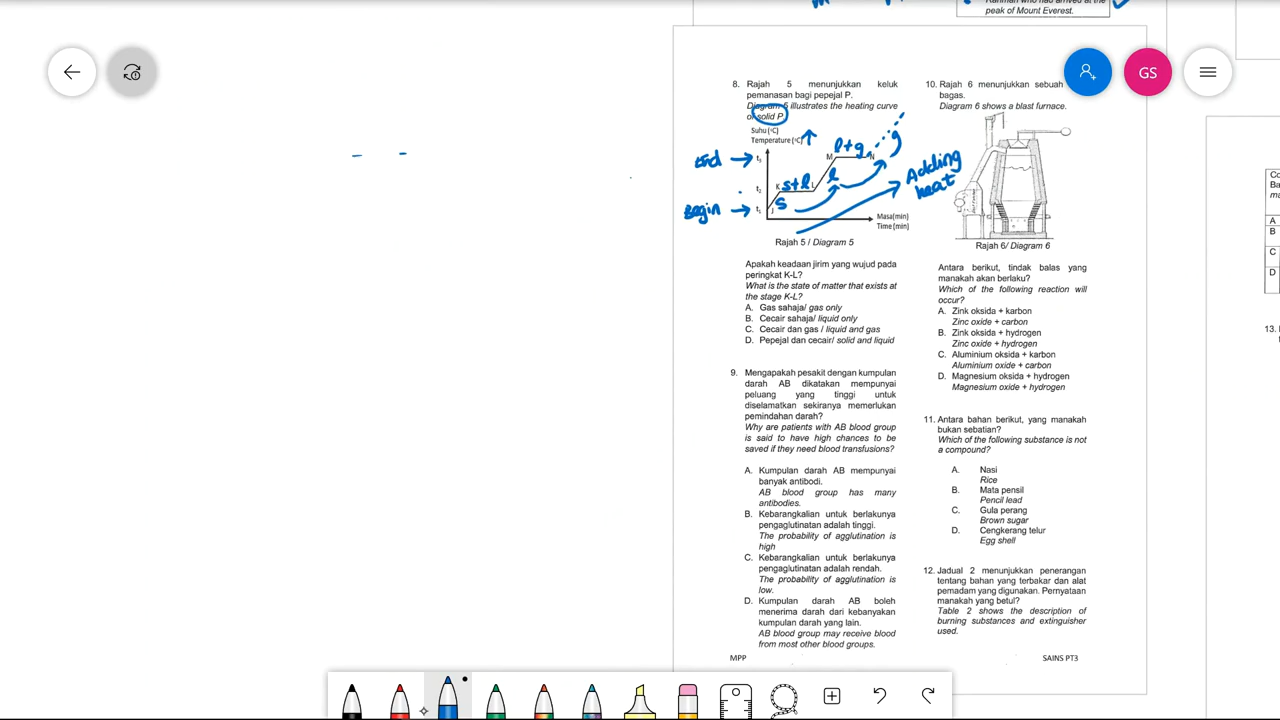 Rahman who had arrived at the
peak of Mount Everest.
GS
8. Rajah 5 menunjukkan keluk
pemanasan bagi pepejal P.
Diagram 5 illustrates the heating curve
of solid P.
Suhu (°C)
Temperature (°C)
t₃
t₂
t₁
J
K
L
M
N
s
s+l
l
l+g
g
End
Begin
Adding
heat
Masa(min)
Time (min)
Rajah 5 / Diagram 5
Apakah keadaan jirim yang wujud pada
peringkat K-L?
What is the state of matter that exists at
the stage K-L?
A. Gas sahaja/ gas only
B. Cecair sahaja/ liquid only
C. Cecair dan gas / liquid and gas
D. Pepejal dan cecair/ solid and liquid
9. Mengapakah pesakit dengan kumpulan
darah AB dikatakan mempunyai
peluang yang tinggi untuk
diselamatkan sekiranya memerlukan
pemindahan darah?
Why are patients with AB blood group
is said to have high chances to be
saved if they need blood transfusions?
A. Kumpulan darah AB mempunyai
banyak antibodi.
AB blood group has many
antibodies.
B. Kebarangkalian untuk berlakunya
pengaglutinatan adalah tinggi.
The probability of agglutination is
high
C. Kebarangkalian untuk berlakunya
pengaglutinatan adalah rendah.
The probability of agglutination is
low.
D. Kumpulan darah AB boleh
menerima darah dari kebanyakan
kumpulan darah yang lain.
AB blood group may receive blood
from most other blood groups.
MPP
10. Rajah 6 menunjukkan sebuah
bagas.
Diagram 6 shows a blast furnace.
Rajah 6/ Diagram 6
Antara berikut, tindak balas yang
manakah akan berlaku?
Which of the following reaction will
occur?
A. Zink oksida + karbon
Zinc oxide + carbon
B. Zink oksida + hydrogen
Zinc oxide + hydrogen
C. Aluminium oksida + karbon
Aluminium oxide + carbon
D. Magnesium oksida + hydrogen
Magnesium oxide + hydrogen
11. Antara bahan berikut, yang manakah
bukan sebatian?
Which of the following substance is not
a compound?
A. Nasi
Rice
B. Mata pensil
Pencil lead
C. Gula perang
Brown sugar
D. Cengkerang telur
Egg shell
12. Jadual 2 menunjukkan penerangan
tentang bahan yang terbakar dan alat
pemadam yang digunakan. Pernyataan
manakah yang betul?
Table 2 shows the description of
burning substances and extinguisher
used.
SAINS PT3
A
B
C
D
13.